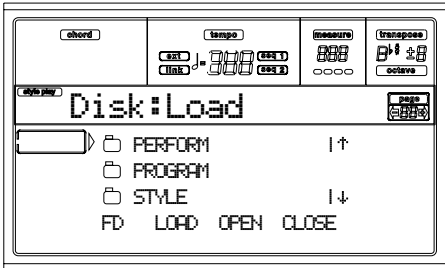 chord tempo measure transpose
ext seq 1
link seq 2
octave
style play Disk:Load page
PERFORM
PROGRAM
STYLE
FD LOAD OPEN CLOSE